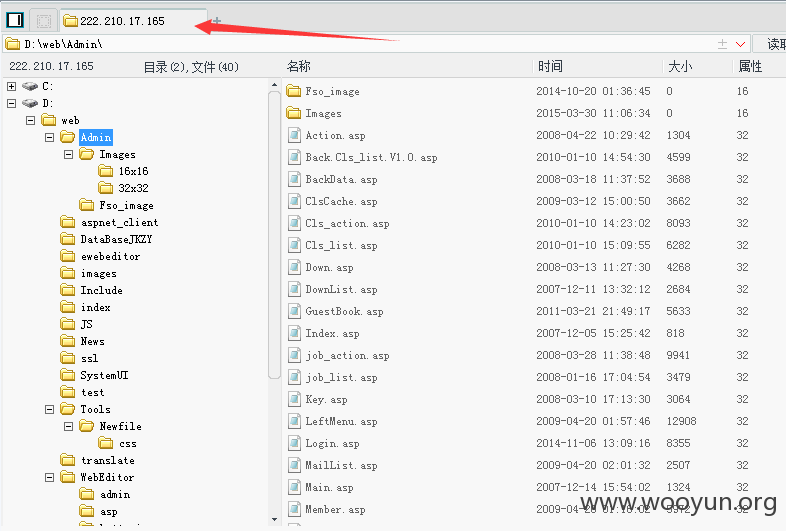 222.210.17.165
D:\web\Admin\
读取
222.210.17.165 目录(2),文件(40) 名称 时间 大小 属性
C:
D:
web
Admin
Images
16x16
32x32
Fso_image
aspnet_client
DataBaseJKZY
ewebeditor
images
Include
index
JS
News
ssl
SystemUI
test
Tools
Newfile
css
translate
WebEditor
admin
asp
Fso_image 2014-10-20 01:36:45 0 16
Images 2015-03-30 11:06:34 0 16
Action.asp 2008-04-22 10:29:42 1304 32
Back.Cls_list.V1.0.asp 2010-01-10 14:54:30 4599 32
BackData.asp 2008-03-18 11:37:52 3688 32
ClsCache.asp 2009-03-12 15:00:50 3662 32
Cls_action.asp 2010-01-10 14:23:02 8093 32
Cls_list.asp 2010-01-10 15:09:55 6282 32
Down.asp 2008-03-13 11:27:30 4268 32
DownList.asp 2007-12-11 13:32:12 2684 32
GuestBook.asp 2011-03-21 21:49:17 5633 32
Index.asp 2007-12-05 15:25:42 818 32
job_action.asp 2008-03-28 11:38:48 9941 32
job_list.asp 2008-01-16 17:04:54 3479 32
Key.asp 2008-03-10 17:13:30 3064 32
LeftMenu.asp 2009-04-20 01:57:46 12908 32
Login.asp 2014-11-06 13:09:16 8355 32
MailList.asp 2009-04-20 02:01:32 2507 32
Main.asp 2007-12-14 15:54:02 1324 32
Member.asp 2009-04-20 32
www.wooyun.org